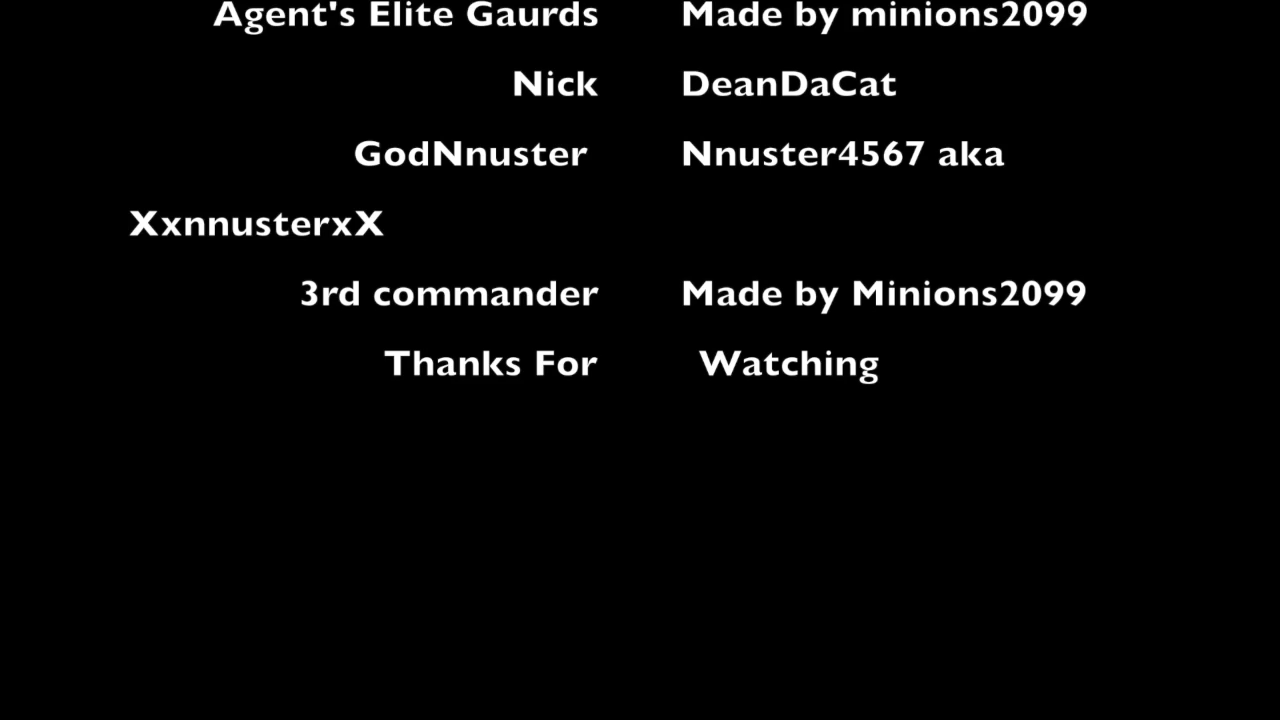 Agent's Elite Gaurds Made by minions2099
Nick DeanDaCat
GodNnuster Nnuster4567 aka
XxnnusterxX
3rd commander Made by Minions2099
Thanks For Watching